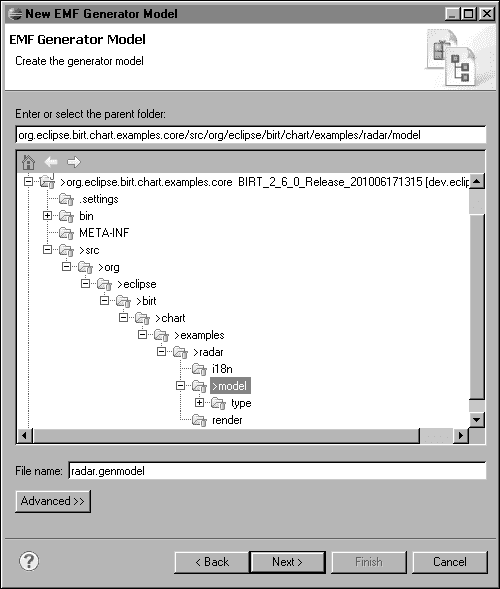 New EMF Generator Model
EMF Generator Model
Create the generator model
Enter or select the parent folder:
org.eclipse.birt.chart.examples.core/src/org/eclipse/birt/chart/examples/radar/model
>org.eclipse.birt.chart.examples.core BIRT_2_6_0_Release_201006171315 [dev.eclip
.settings
bin
META-INF
>src
>org
>eclipse
>birt
>chart
>examples
>radar
i18n
>model
type
render
File name: radar.genmodel
Advanced >>
? < Back Next > Finish Cancel